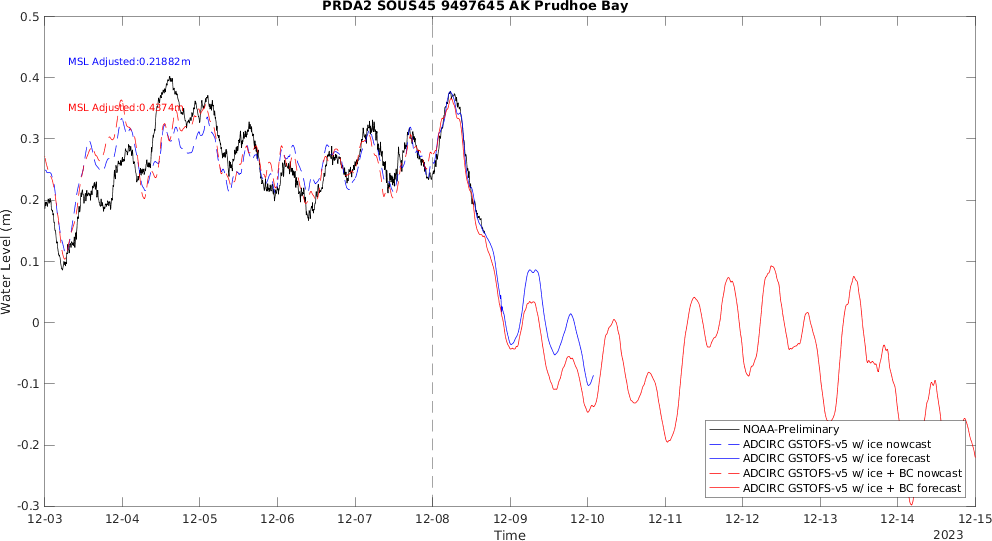 PRDA2 SOUS45 9497645 AK Prudhoe Bay
0.5
0.4
0.3
0.2
0.1
0
-0.1
-0.2
-0.3
Water Level (m)
MSL Adjusted:0.21882m
MSL Adjusted:0.4374m
NOAA-Preliminary
ADCIRC GSTOFS-v5 w/ ice nowcast
ADCIRC GSTOFS-v5 w/ ice forecast
ADCIRC GSTOFS-v5 w/ ice + BC nowcast
ADCIRC GSTOFS-v5 w/ ice + BC forecast
12-03 12-04 12-05 12-06 12-07 12-08 12-09 12-10 12-11 12-12 12-13 12-14 12-15
Time
2023